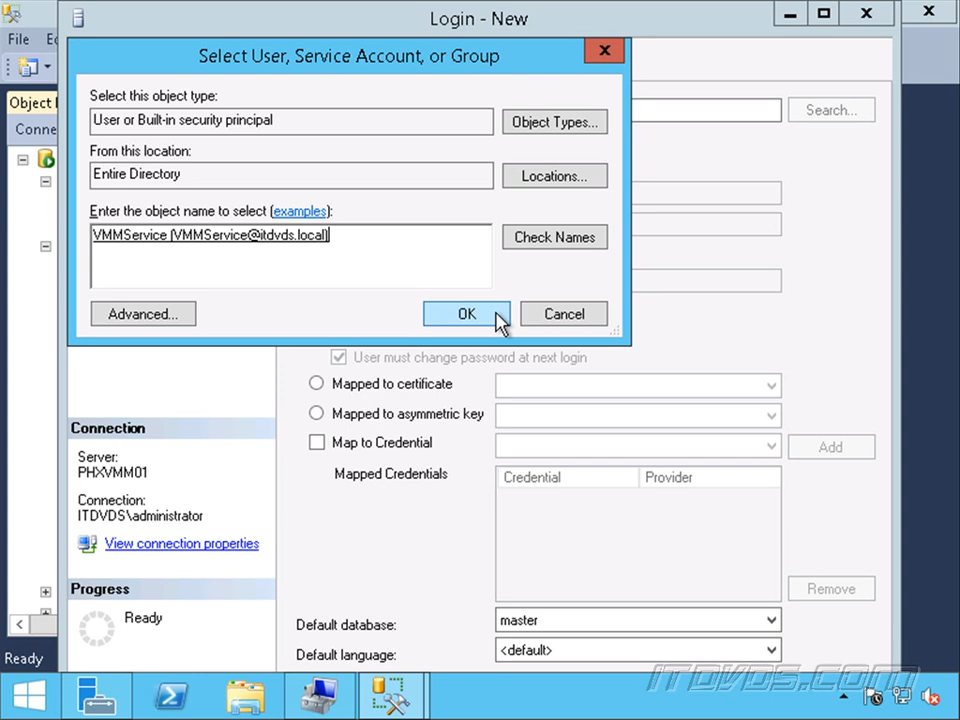 Login - New
File
Select User, Service Account, or Group
Select this object type:
User or Built-in security principal
Object Types...
Search...
From this location:
Entire Directory
Locations...
Enter the object name to select (examples):
VMMService (VMMService@itdvds.local)
Check Names
Advanced...
OK
Cancel
Object
Conne
User must change password at next login
Mapped to certificate
Mapped to asymmetric key
Map to Credential
Add
Mapped Credentials
Credential
Provider
Remove
Connection
Server:
PHXVMM01
Connection:
ITDVDS\administrator
View connection properties
Progress
Ready
Default database:
master
Default language:
<default>
Ready
ITDVDS.com